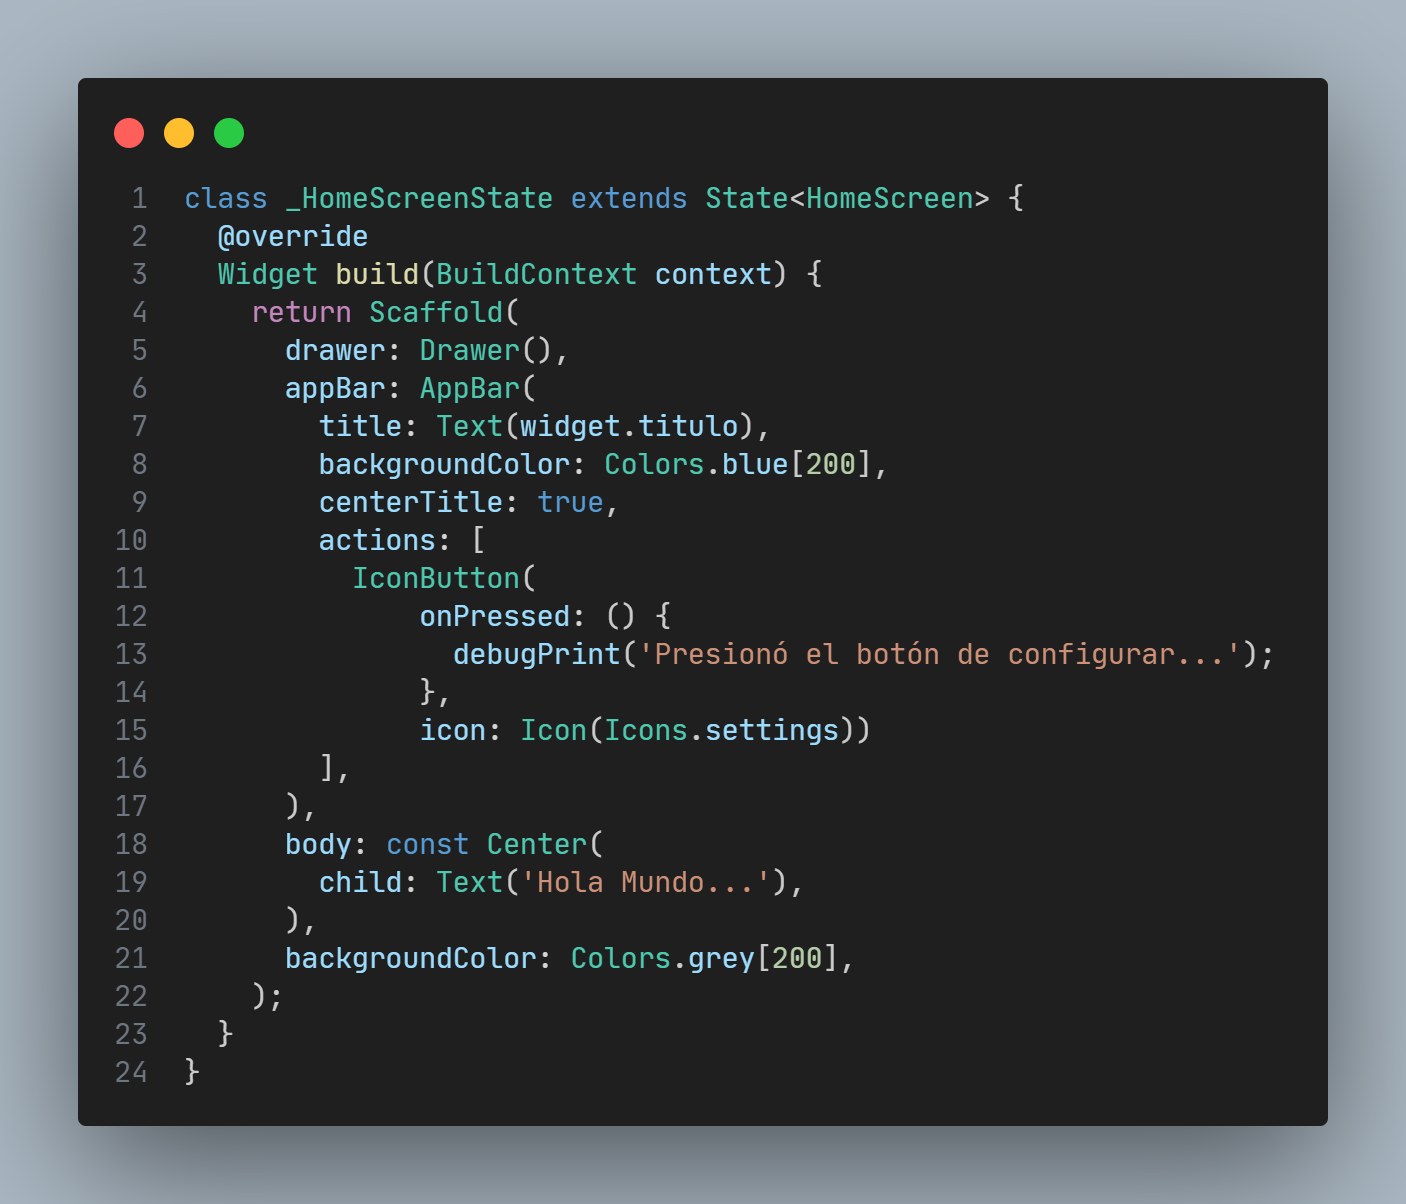 1 class _HomeScreenState extends State<HomeScreen> {
2   @override
3   Widget build(BuildContext context) {
4     return Scaffold(
5       drawer: Drawer(),
6       appBar: AppBar(
7         title: Text(widget.titulo),
8         backgroundColor: Colors.blue[200],
9         centerTitle: true,
10         actions: [
11           IconButton(
12               onPressed: () {
13                 debugPrint('Presionó el botón de configurar...');
14               },
15               icon: Icon(Icons.settings))
16         ],
17       ),
18       body: const Center(
19         child: Text('Hola Mundo...'),
20       ),
21       backgroundColor: Colors.grey[200],
22     );
23   }
24 }